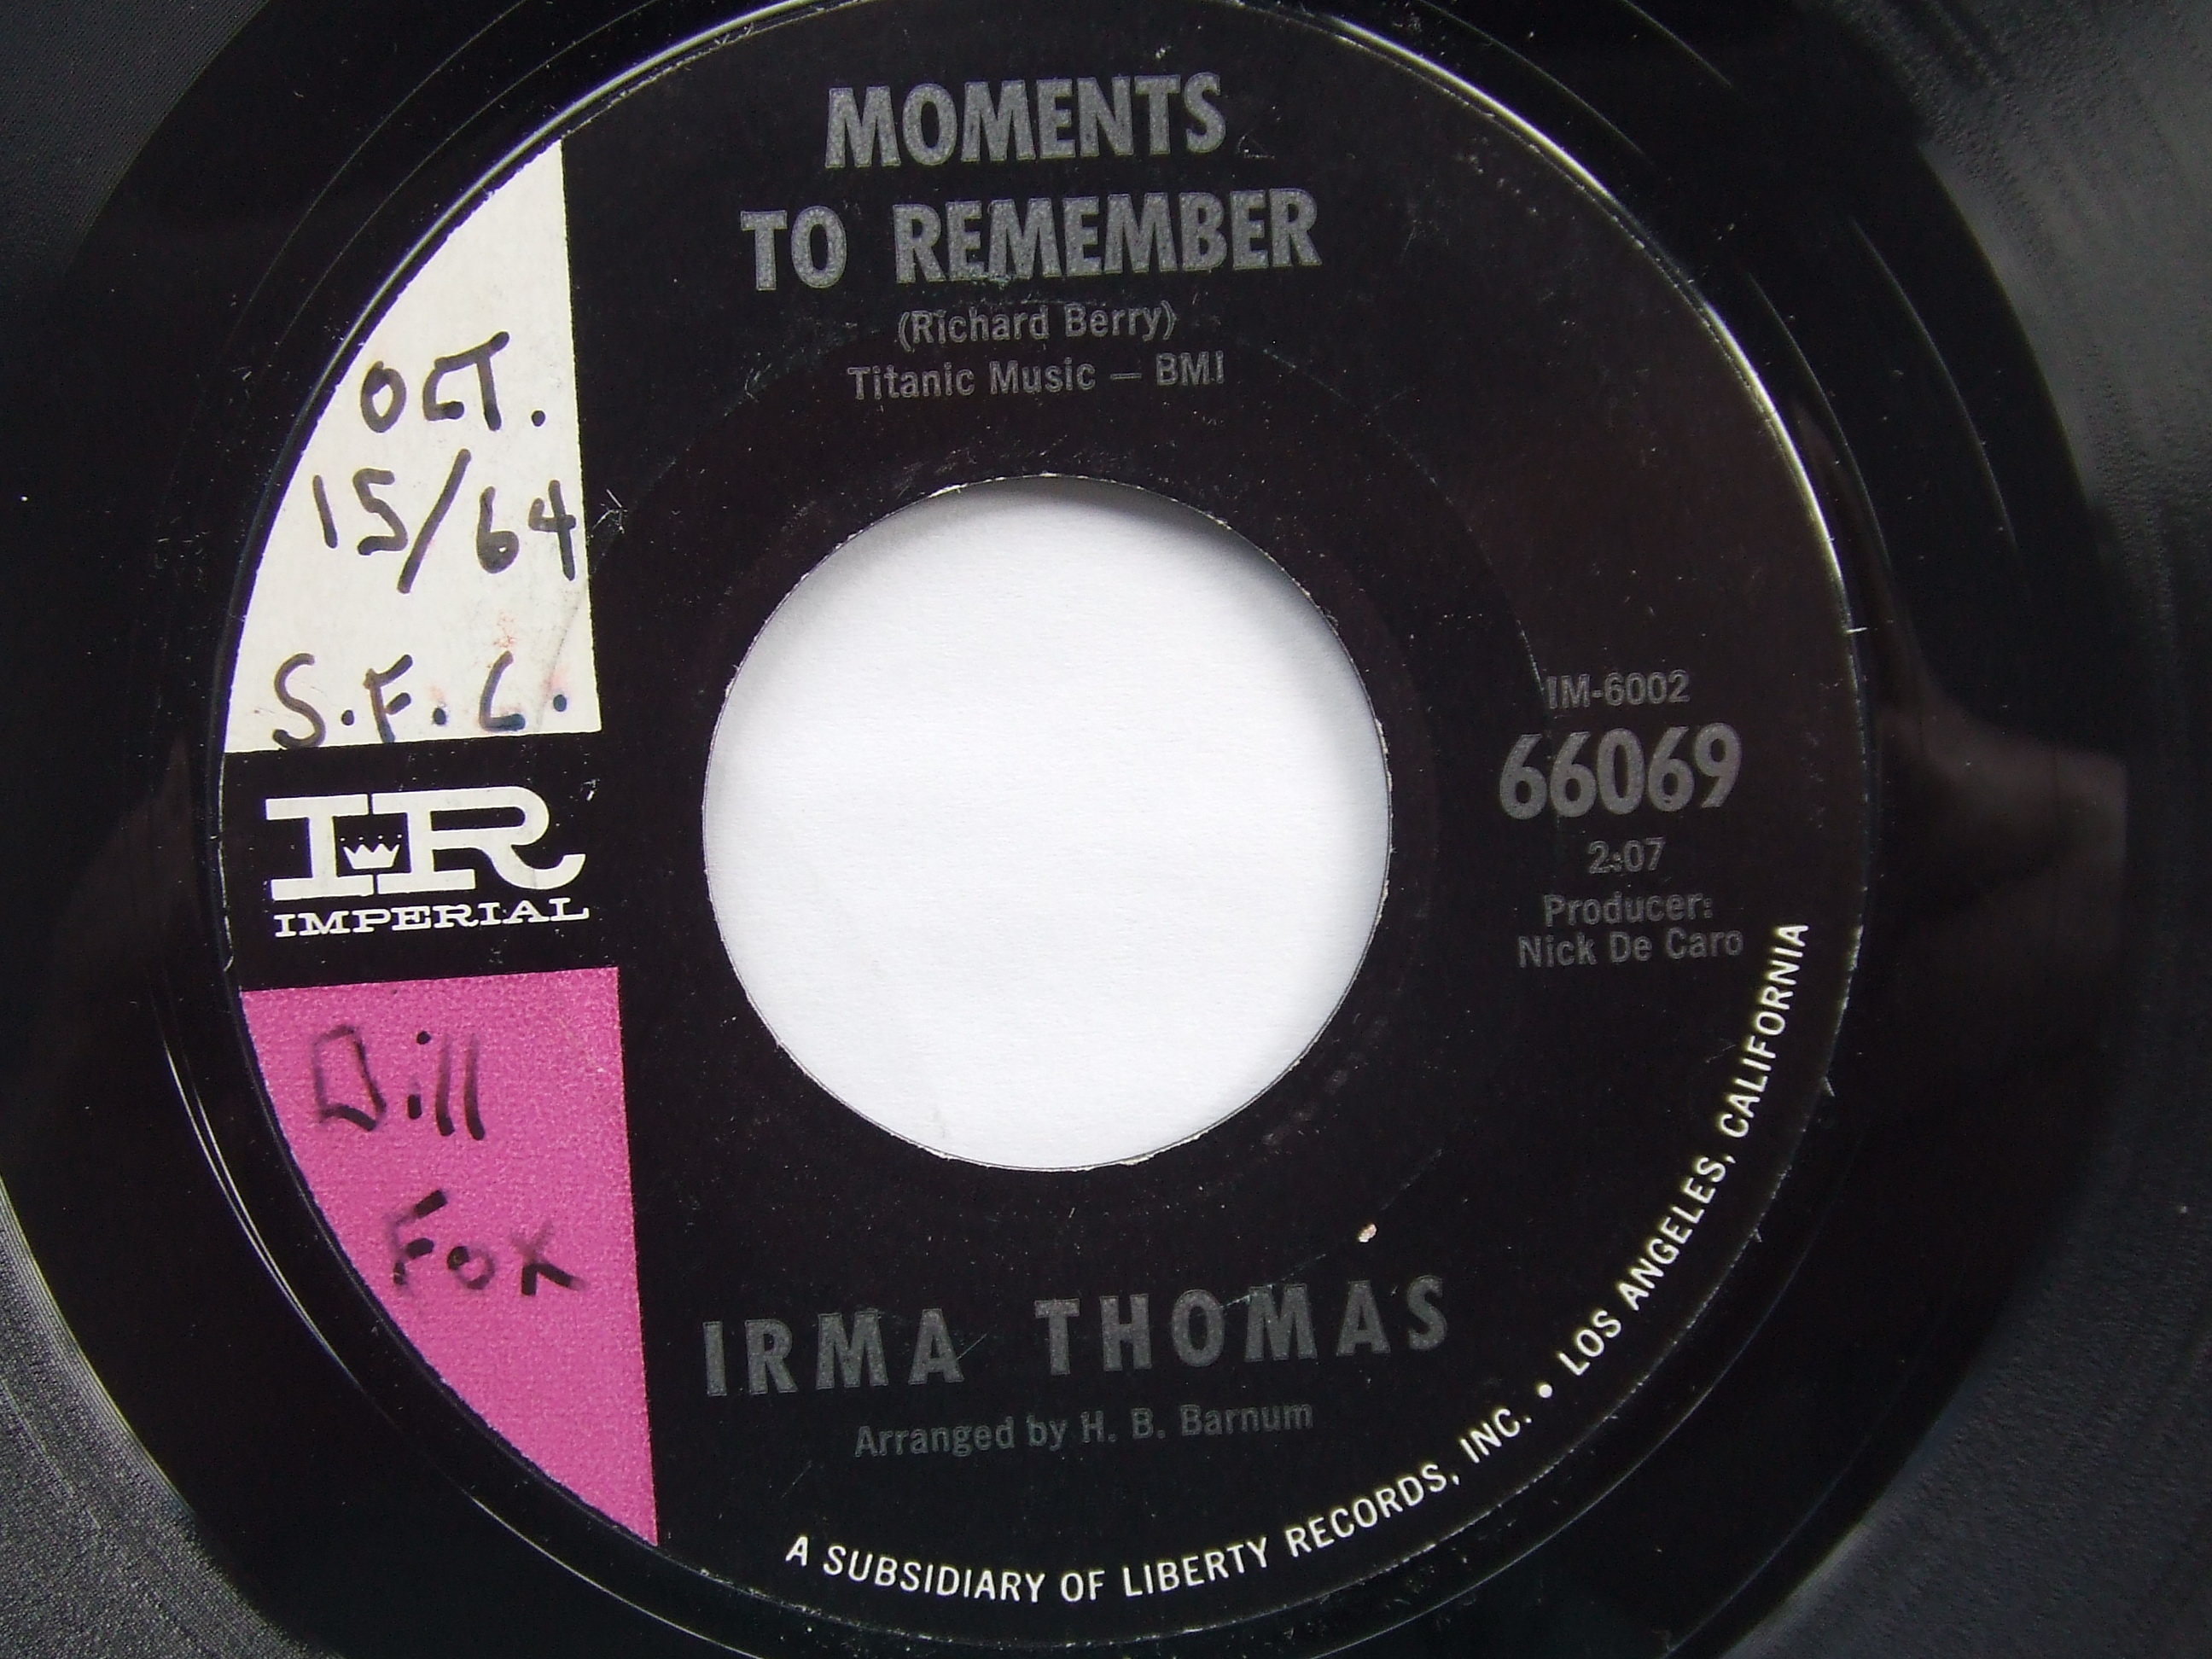 MOMENTS
TO REMEMBER
(Richard Berry)
Titanic Music — BMI
OCT.
15/64
S.F.C.
IR
IMPERIAL
IM-6002
66069
2:07
Producer:
Nick De Caro
Bill
Fox
IRMA THOMAS
Arranged by H. B. Barnum
A SUBSIDIARY OF LIBERTY RECORDS, INC. • LOS ANGELES, CALIFORNIA